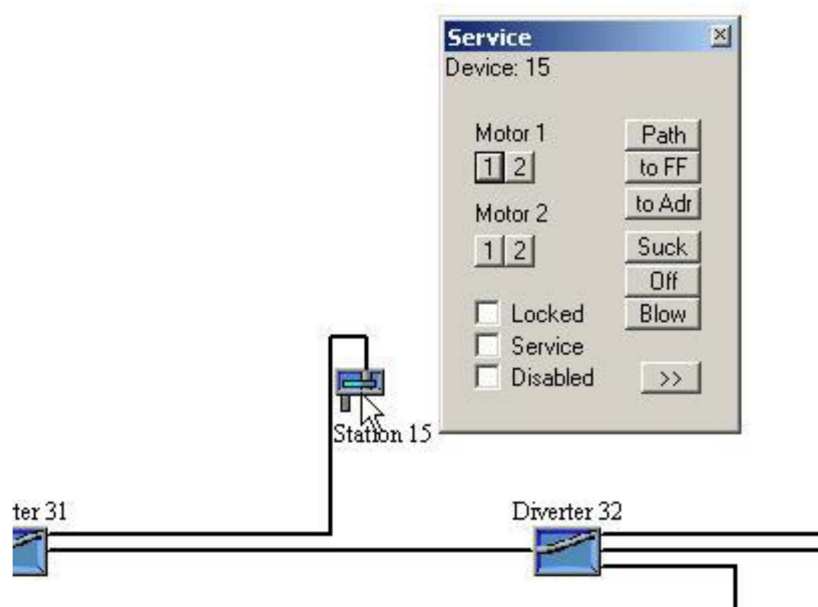 Service
Device: 15
Motor 1
1 2
Motor 2
1 2
Locked
Service
Disabled
Path
to FF
to Adr
Suck
Off
Blow
>>
Station 15
ter 31
Diverter 32